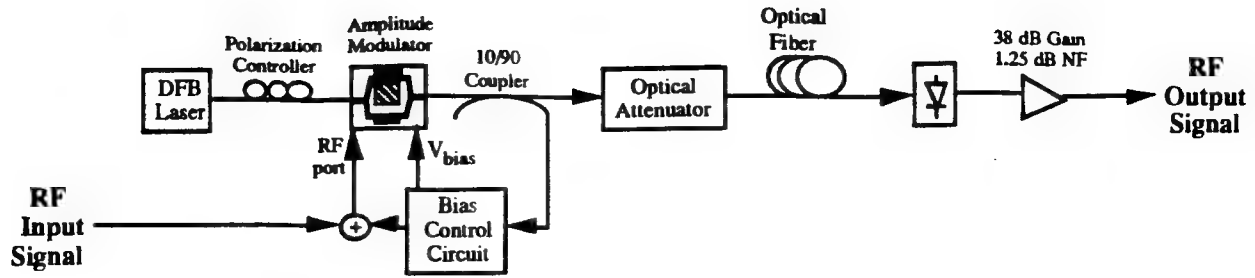 Amplitude
Modulator
Polarization
Controller
DFB
Laser
10/90
Coupler
Optical
Attenuator
Optical
Fiber
38 dB Gain
1.25 dB NF
RF
Output
Signal
RF
port
Vbias
RF
Input
Signal
+
Bias
Control
Circuit